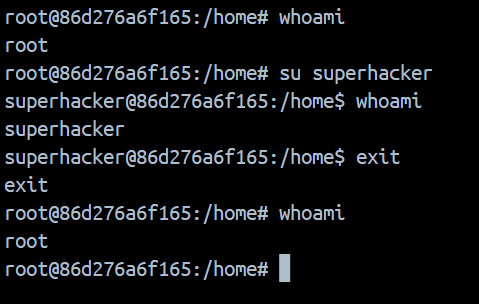 root@86d276a6f165:/home# whoami
root
root@86d276a6f165:/home# su superhacker
superhacker@86d276a6f165:/home$ whoami
superhacker
superhacker@86d276a6f165:/home$ exit
exit
root@86d276a6f165:/home# whoami
root
root@86d276a6f165:/home#